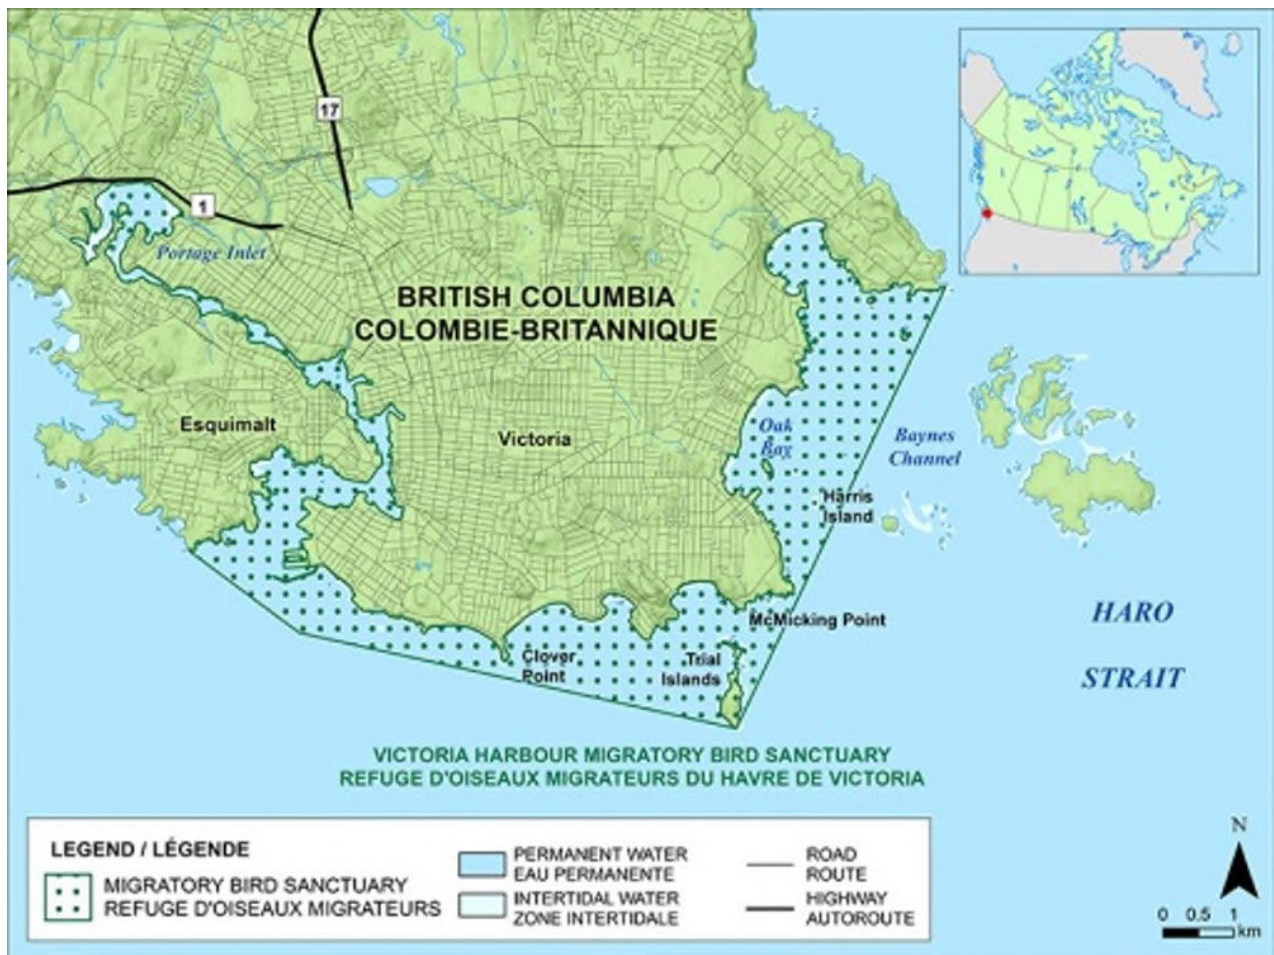 17
1
Portage Inlet
BRITISH COLUMBIA
COLOMBIE-BRITANNIQUE
Esquimalt
Victoria
Oak
Bay
Baynes
Channel
Harris
Island
HARO
STRAIT
McMicking Point
Clover
Point
Trial
Islands
VICTORIA HARBOUR MIGRATORY BIRD SANCTUARY
REFUGE D'OISEAUX MIGRATEURS DU HAVRE DE VICTORIA
LEGEND / LÉGENDE
MIGRATORY BIRD SANCTUARY
REFUGE D'OISEAUX MIGRATEURS
PERMANENT WATER
EAU PERMANENTE
INTERTIDAL WATER
ZONE INTERTIDALE
ROAD
ROUTE
HIGHWAY
AUTOROUTE
N
0 0.5 1
km